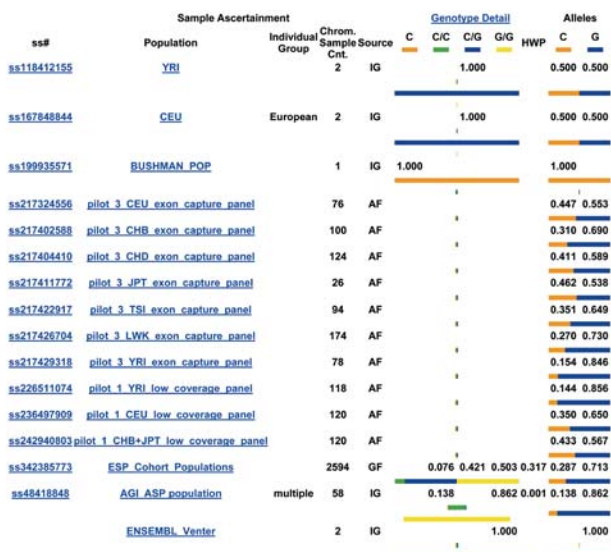 Sample Ascertainment Genotype Detail Alleles
ss# Population Individual Group Chrom. Sample Cnt. Source C C/C C/G G/G HWP C G
ss118412155 YRI 2 IG 1.000 0.500 0.500
ss167848844 CEU European 2 IG 1.000 0.500 0.500
ss199935571 BUSHMAN_POP 1 IG 1.000 1.000
ss217324556 pilot_3_CEU_exon_capture_panel 76 AF 0.447 0.553
ss217402588 pilot_3_CHB_exon_capture_panel 100 AF 0.310 0.690
ss217404410 pilot_3_CHD_exon_capture_panel 124 AF 0.411 0.589
ss217411772 pilot_3_JPT_exon_capture_panel 26 AF 0.462 0.538
ss217422917 pilot_3_TSI_exon_capture_panel 94 AF 0.351 0.649
ss217426704 pilot_3_LWK_exon_capture_panel 174 AF 0.270 0.730
ss217429318 pilot_3_YRI_exon_capture_panel 78 AF 0.154 0.846
ss226511074 pilot_1_YRI_low_coverage_panel 118 AF 0.144 0.856
ss236497909 pilot_1_CEU_low_coverage_panel 120 AF 0.350 0.650
ss242940803 pilot_1_CHB+JPT_low_coverage_panel 120 AF 0.433 0.567
ss342385773 ESP_Cohort_Populations 2594 GF 0.076 0.421 0.503 0.317 0.287 0.713
ss48418848 AGI_ASP population multiple 58 IG 0.138 0.862 0.001 0.138 0.862
ENSEMBL_Venter 2 IG 1.000 1.000